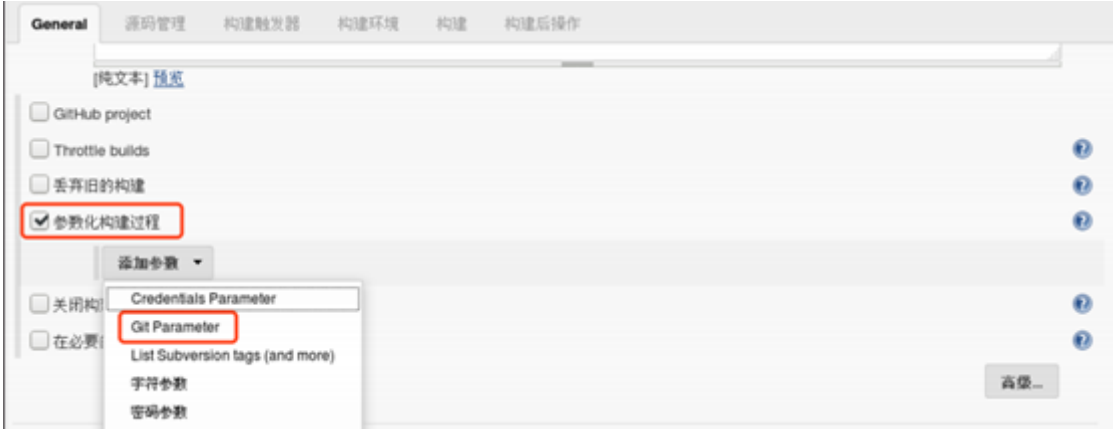 General 源码管理 构建触发器 构建环境 构建 构建后操作
[纯文本] 预览
GitHub project
Throttle builds
丢弃旧的构建
参数化构建过程
添加参数
Credentials Parameter
关闭构
Git Parameter
在必要
List Subversion tags (and more)
字符参数
高级...
密码参数